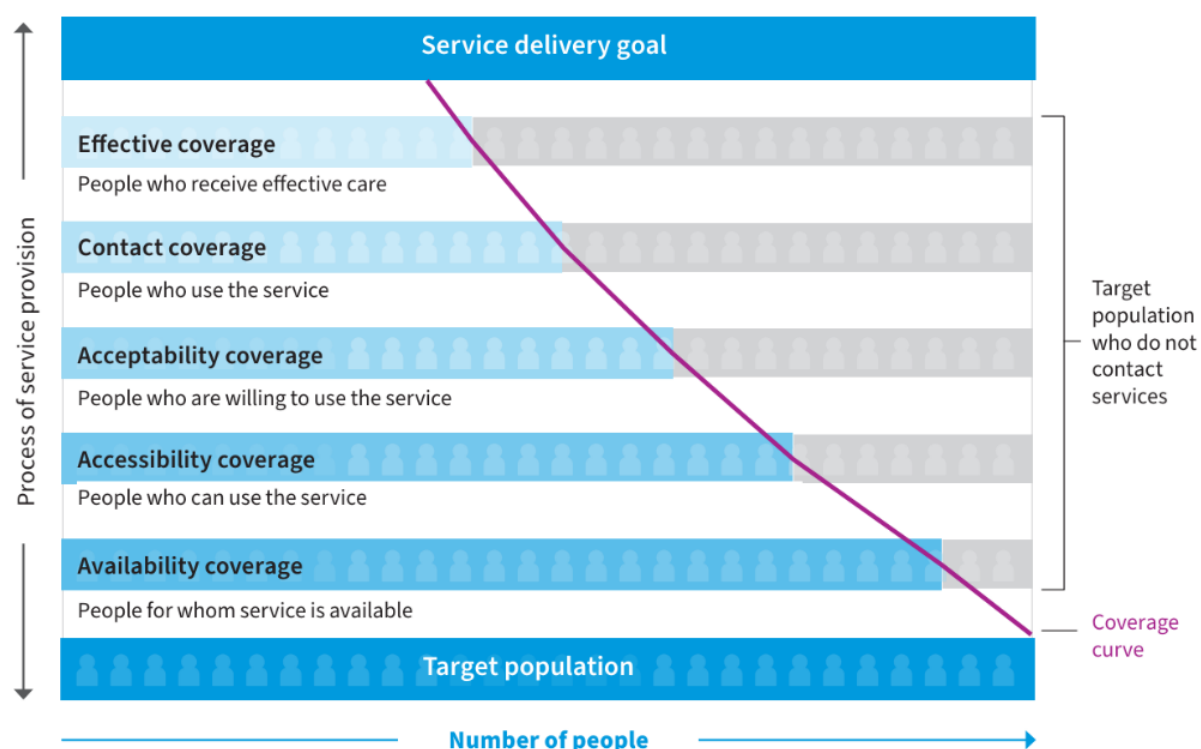 Service delivery goal
Effective coverage
People who receive effective care
Contact coverage
People who use the service
Acceptability coverage
People who are willing to use the service
Accessibility coverage
People who can use the service
Availability coverage
People for whom service is available
Target population
Number of people
Process of service provision
Target
population
who do not
contact
services
Coverage
curve